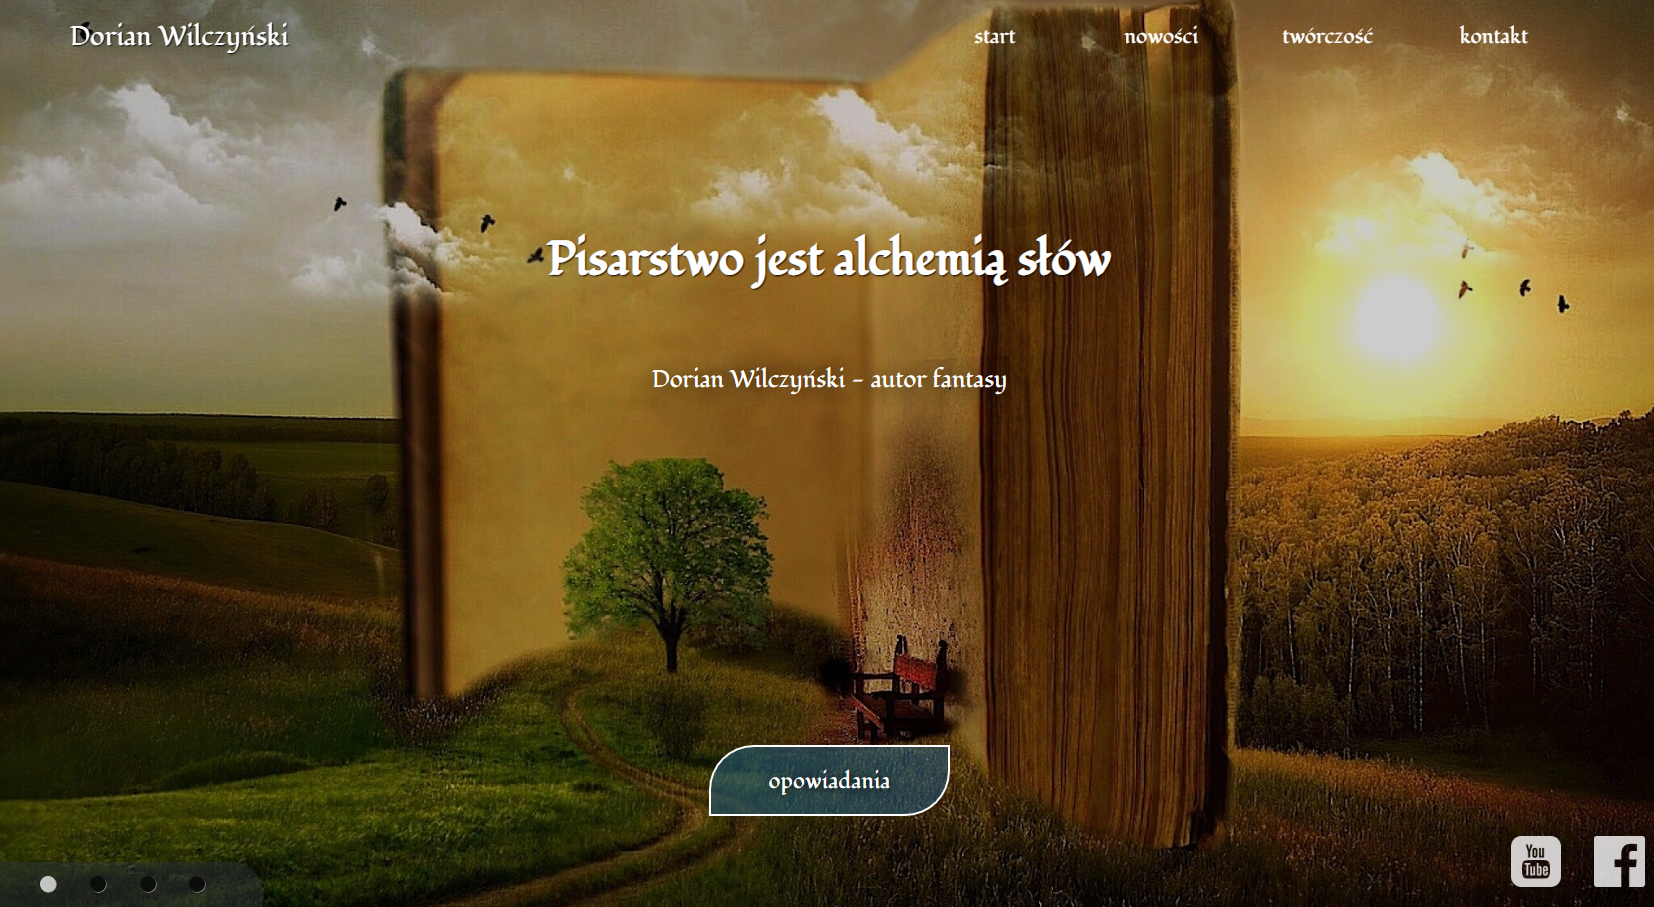 Dorian Wilczyński
start nowości twórczość kontakt
Pisarstwo jest alchemią słów
Dorian Wilczyński - autor fantasy
opowiadania
You
Tube